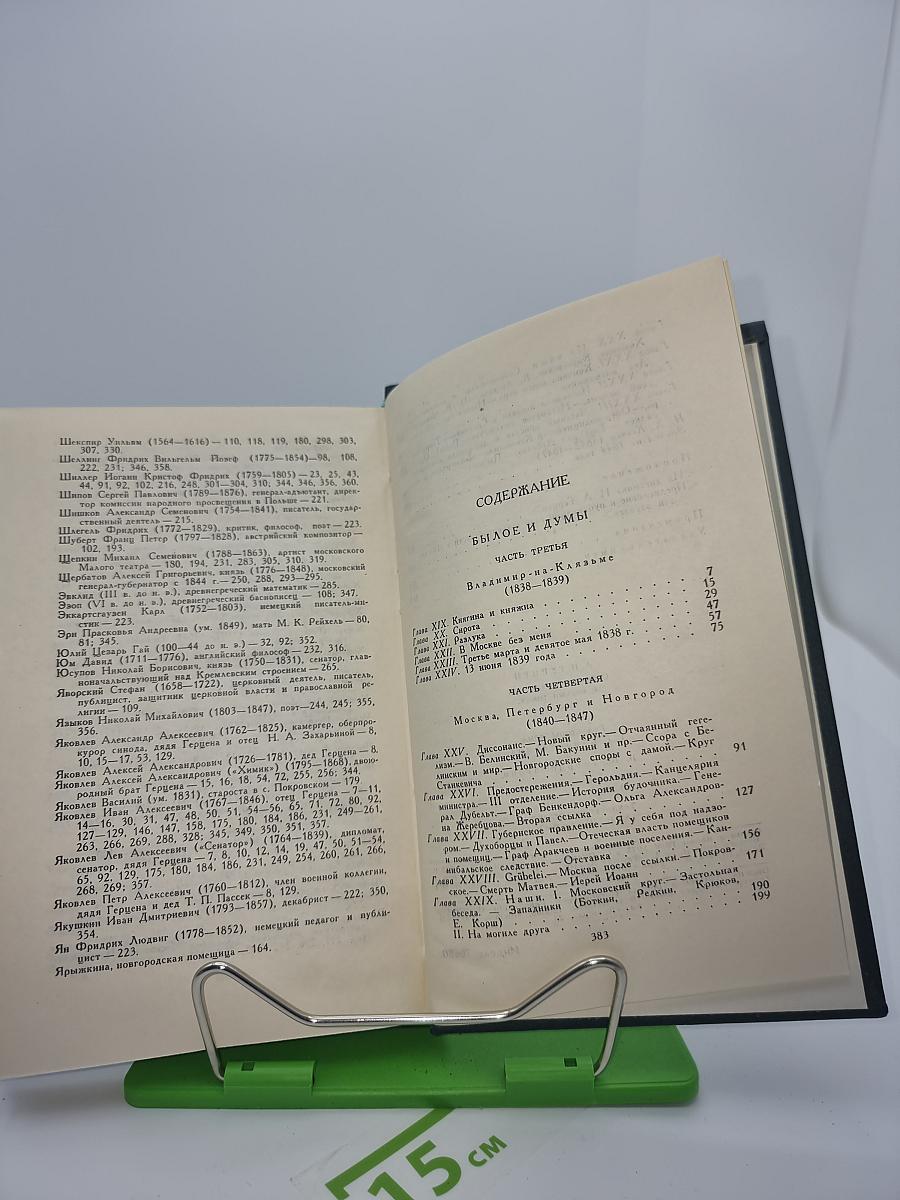 Шекспир Уильям (1564—1616) — 110, 118, 119, 180, 298, 303,
307, 330.
Шеллинг Фридрих Вильгельм Йозеф (1775—1854)—98, 108,
222, 231; 346, 358.
Шиллер Иоганн Кристоф Фридрих (1759—1805) — 23, 25, 43,
44, 91, 92, 102, 216, 248, 301—304, 310; 344, 346, 356, 360.
Шипов Сергей Павлович (1789—1876), генерал-адъютант, дирек-
тор комиссии народного просвещения в Польше — 221.
Шишков Александр Семенович (1754—1841), писатель, государ-
ственный деятель — 215.
Шлегель Фридрих (1772—1829), критик, философ, поэт — 223.
Шуберт Франц Петер (1797—1828), австрийский композитор —
102, 193.
Щепкин Михаил Семенович (1788—1863), артист московского
Малого театра — 180, 194, 231, 283, 305, 310, 319.
Щербатов Алексей Григорьевич, князь (1776—1848), московский
генерал-губернатор с 1844 г. — 250, 288, 293—295.
Эвклид (III в. до н. э.), древнегреческий математик — 285.
Эзоп (VI в. до н. э.), древнегреческий баснописец — 108; 347.
Эккартсгаузен Карл (1752—1803), немецкий писатель-ми-
стик — 223.
Эрн Прасковья Андреевна (ум. 1849), мать М. К. Рейхель — 80,
81; 345.
Юлий Цезарь Гай (100—44 до н. э.) — 32, 92; 352.
Юм Давид (1711—1776), английский философ — 232, 316.
Юсупов Николай Борисович, князь (1750—1831), сенатор, глав-
ноначальствующий над Кремлевским строением — 265.
Яворский Стефан (1658—1722), церковный деятель, писатель,
публицист, защитник церковной власти и православной ре-
лигии — 109.
Языков Николай Михайлович (1803—1847), поэт—244, 245; 355,
356.
Яковлев Александр Алексеевич (1762—825), камергер, оберпро-
курор синода, дядя Герцена и отец Н. А. Захарьиной — 8,
10, 15—17, 53, 129.
Яковлев Алексей Александрович (1726—1781), дед Герцена — 8.
Яковлев Алексей Александрович («Химик») (1795—1868), двою-
родный брат Герцена — 15, 16, 18, 54, 72, 255, 256; 344.
Яковлев Василий (ум. 1831), староста в с. Покровском — 179.
Яковлев Иван Алексеевич (1767—1846), отец Герцена — 7—11,
14—16, 30, 31, 47, 48, 50, 51, 54—56, 65, 71, 72, 80, 92,
127—129, 146, 147, 158, 175, 180, 184, 186, 231, 249—261,
263, 266, 269, 288, 328; 345, 349, 350, 351, 357.
Яковлев Лев Алексеевич («Сенатор») (1764—1839), дипломат,
сенатор, дядя Герцена — 7, 8, 10, 12, 14, 19, 47, 50, 51—54,
65, 92, 129, 175, 180, 184, 186, 231, 249, 254, 260, 261, 266,
268, 269; 357.
Яковлев Петр Алексеевич (1760—1812), член военной коллегии,
дядя Герцена и дед Т. П. Пассек — 8, 129.
Якушкин Иван Дмитриевич (1793—1857), декабрист — 222; 350,
354.
Ян Фридрих Людвиг (1778—1852), немецкий педагог и публи-
цист — 223.
Ярыжкина, новгородская помещица — 164.
СОДЕРЖАНИЕ
БЫЛОЕ И ДУМЫ
ЧАСТЬ ТРЕТЬЯ
Владимир-на-Клязьме
(1838—1839)
Глава XIX. Княгиня и княжна . . . 7
Глава XX. Сирота . . . 15
Глава XXI. Разлука . . . 29
Глава XXII. В Москве без меня . . . 47
Глава XXIII. Третье марта и девятое мая 1838 г. . . . 57
Глава XXIV. 13 июня 1839 года . . . 75
ЧАСТЬ ЧЕТВЕРТАЯ
Москва, Петербург и Новгород
(1840—1847)
Глава XXV. Диссонанс.— Новый круг.— Отчаянный геге-
лизм.— В. Белинский, М. Бакунин и пр.— Ссора с Бе-
линским и мир.— Новгородские споры с дамой.— Круг
Станкевича . . . 91
Глава XXVI. Предостережения.— Герольдия.— Канцелярия
министра.— III отделение.— История будочника.— Гене-
рал Дубельт.— Граф Бенкендорф.— Ольга Александров-
на Жеребцова.— Вторая ссылка . . . 127
Глава XXVII. Губернское правление.— Я у себя под надзо-
ром.— Духоборцы и Павел.— Отеческая власть помещиков
и помещиц.— Граф Аракчеев и военные поселения.— Кан-
нибальское следствие.— Отставка . . . 156
Глава XXVIII. Grübelei.— Москва после ссылки.— Покров-
ское.— Смерть Матвея.— Иерей Иоанн . . . 171
Глава XXIX. Наши. I. Московский круг.— Застольная
беседа. — Западники (Боткин, Редкин, Крюков,
Е. Корш) . . . 190
II. На могиле друга . . . 199
383
15 см